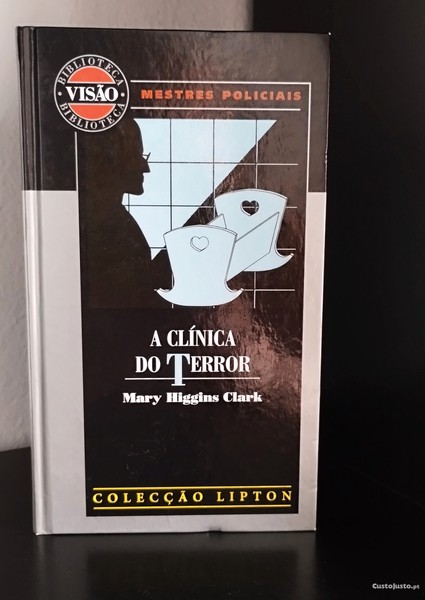 BIBLIOTECA
VISÃO
BIBLIOTECA
MESTRES POLICIAIS
A CLÍNICA
DO TERROR
Mary Higgins Clark
COLECÇÃO LIPTON
CustoJusto.pt